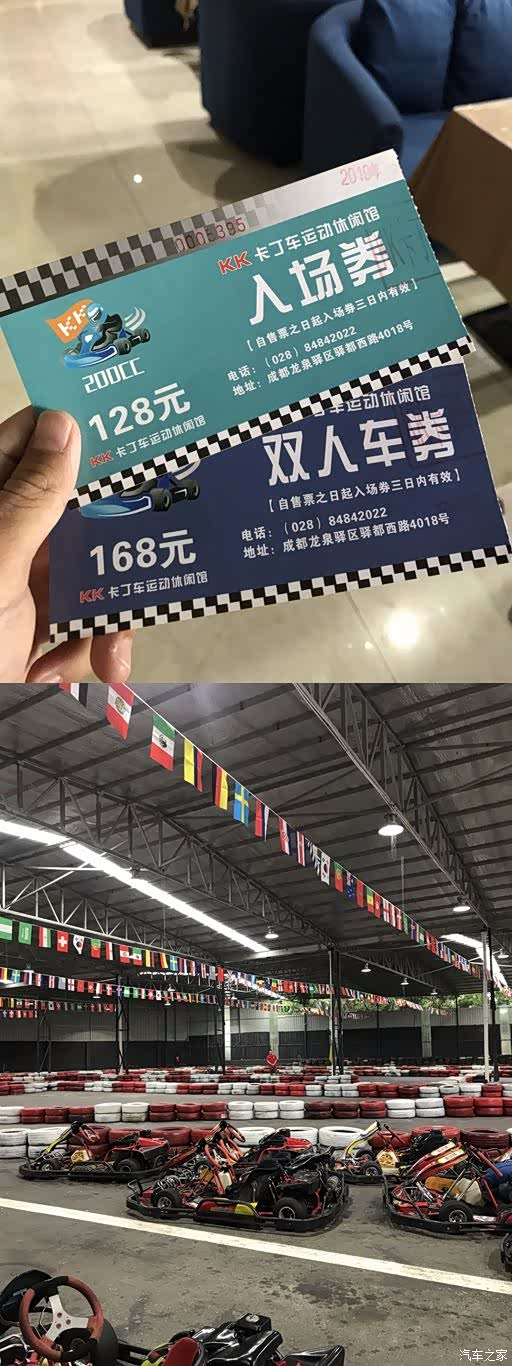 2019年
0005395
KK 卡丁车运动休闲馆
入场券
KK
200CC
【自售票之日起入场券三日内有效】
电话：（028）84842022
地址：成都龙泉驿区驿都西路4018号
128元
KK 卡丁车运动休闲馆
卡丁车运动休闲馆
双人车券
【自售票之日起入场券三日内有效】
电话：（028）84842022
地址：成都龙泉驿区驿都西路4018号
168元
KK 卡丁车运动休闲馆
汽车之家